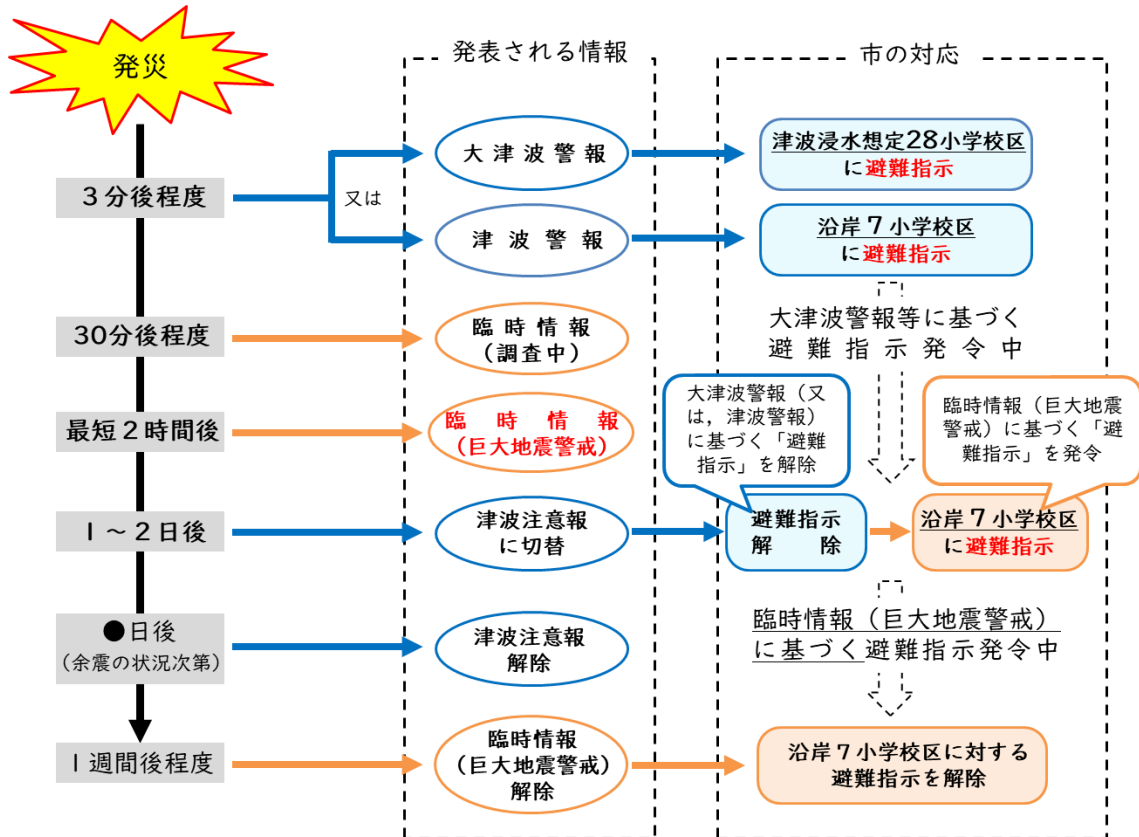 発災
発表される情報
市の対応
3分後程度
又は
大津波警報
津波浸水想定28小学校区
に避難指示
津波警報
沿岸7小学校区
に避難指示
30分後程度
臨時情報
(調査中)
大津波警報等に基づく
避難指示発令中
最短2時間後
臨時情報
(巨大地震警戒)
大津波警報(又
は,津波警報)
に基づく「避難
指示」を解除
臨時情報(巨大地震
警戒)に基づく「避
難指示」を発令
1~2日後
津波注意報
に切替
避難指示
解除
沿岸7小学校区
に避難指示
●日後
(余震の状況次第)
津波注意報
解除
臨時情報(巨大地震警戒)
に基づく避難指示発令中
1週間後程度
臨時情報
(巨大地震警戒)
解除
沿岸7小学校区に対する
避難指示を解除